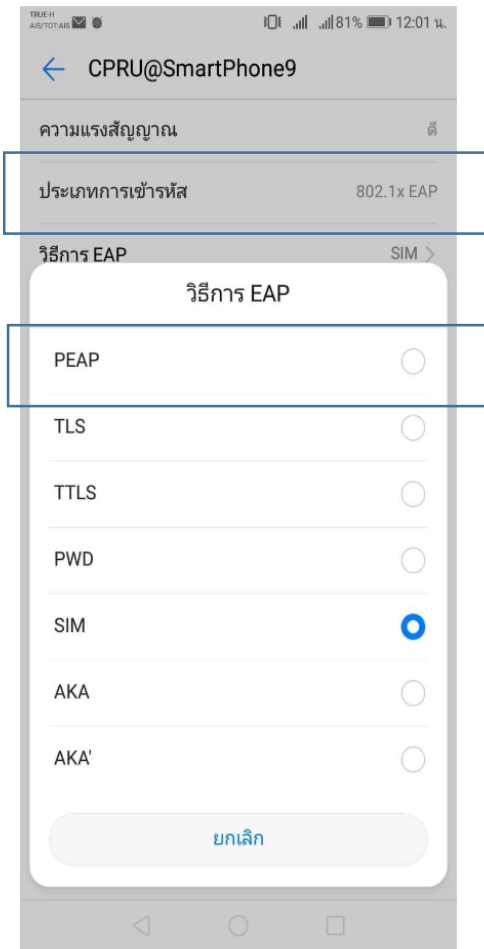 TRUE-H
AIS/TOT/AIS 81% 12:01 น.
CPRU@SmartPhone9
ความแรงสัญญาณ ดี
ประเภทการเข้ารหัส 802.1x EAP
วิธีการ EAP SIM
วิธีการ EAP
PEAP
TLS
TTLS
PWD
SIM
AKA
AKA'
ยกเลิก